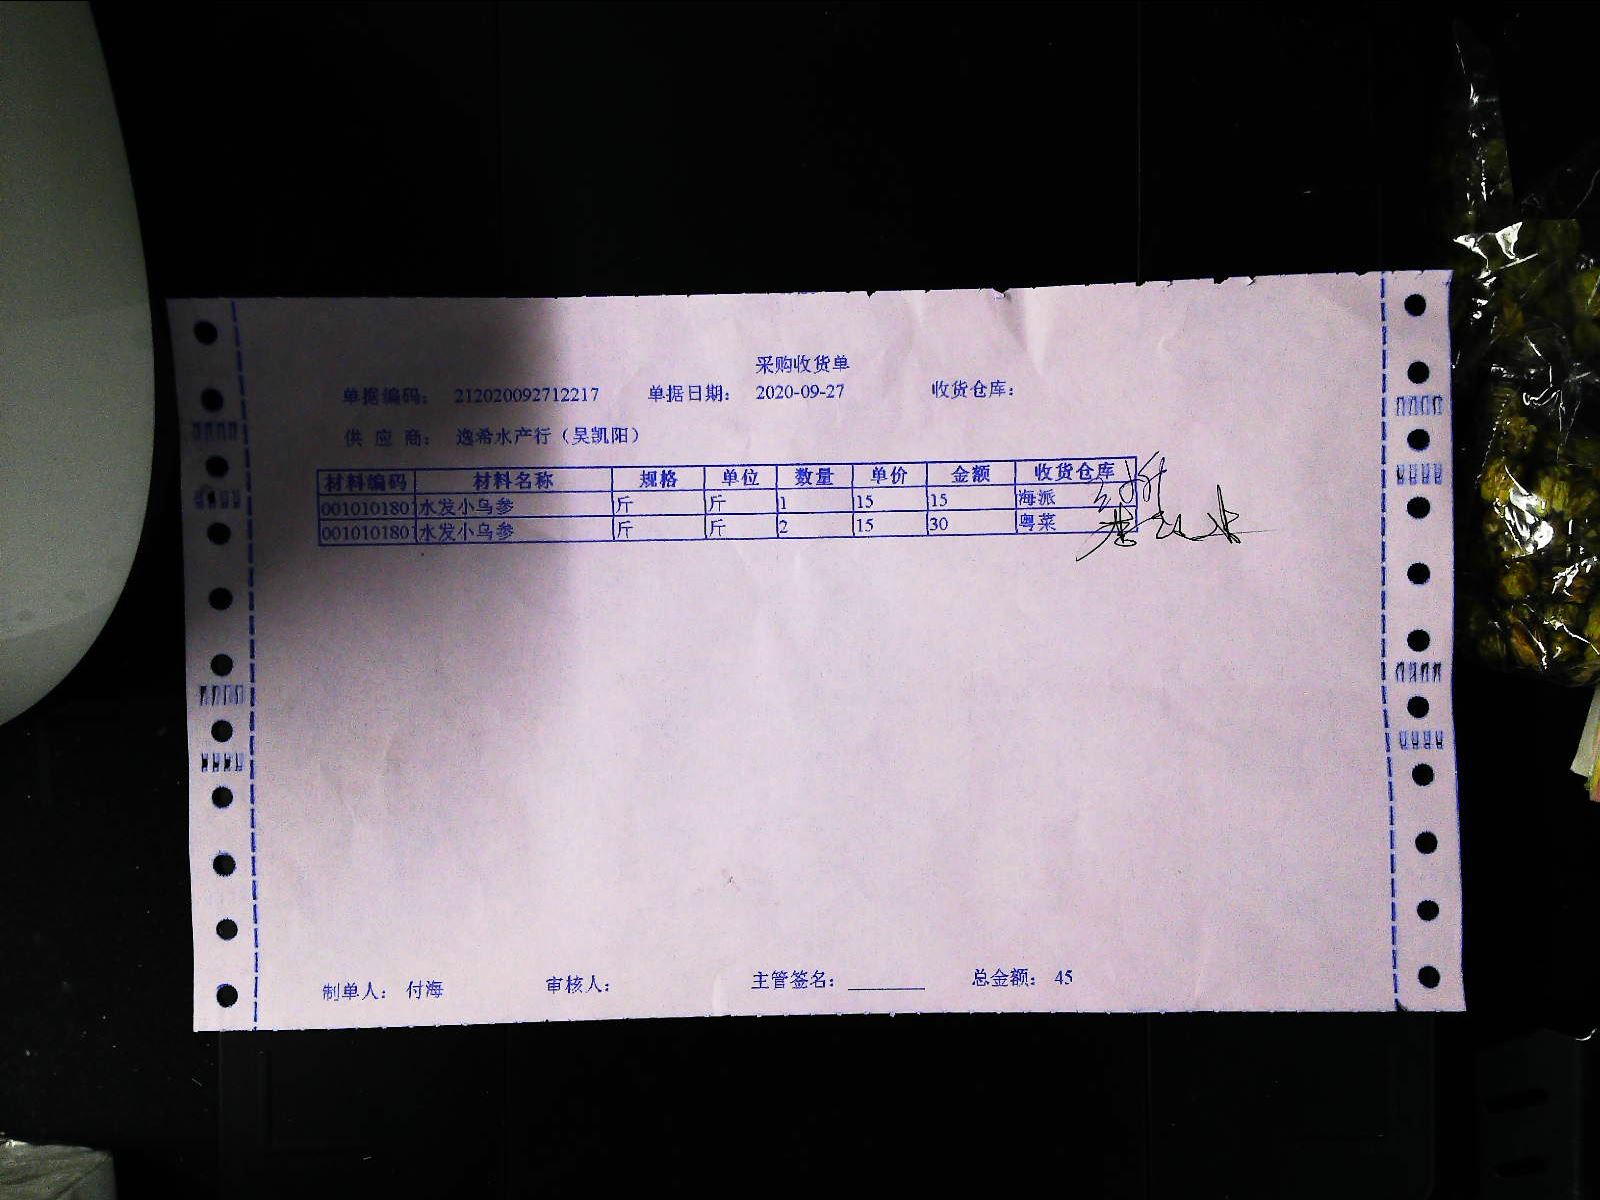 采购收货单
单据编码： 212020092712217 单据日期： 2020-09-27 收货仓库：
供 应 商： 逸希水产行（吴凯阳）
材料编码 材料名称 规格 单位 数量 单价 金额 收货仓库
0010101801 水发小乌参 斤 斤 1 15 15 海派
0010101801 水发小乌参 斤 斤 2 15 30 粤菜
制单人： 付海 审核人： 主管签名：________ 总金额： 45